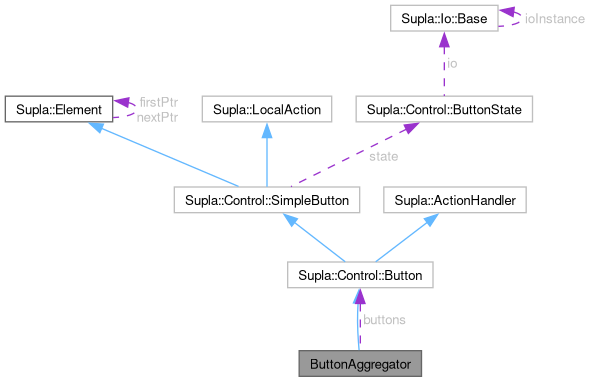 Supla::Io::Base
ioInstance
io
Supla::Element
firstPtr
nextPtr
Supla::LocalAction
Supla::Control::ButtonState
state
Supla::Control::SimpleButton
Supla::ActionHandler
Supla::Control::Button
buttons
ButtonAggregator